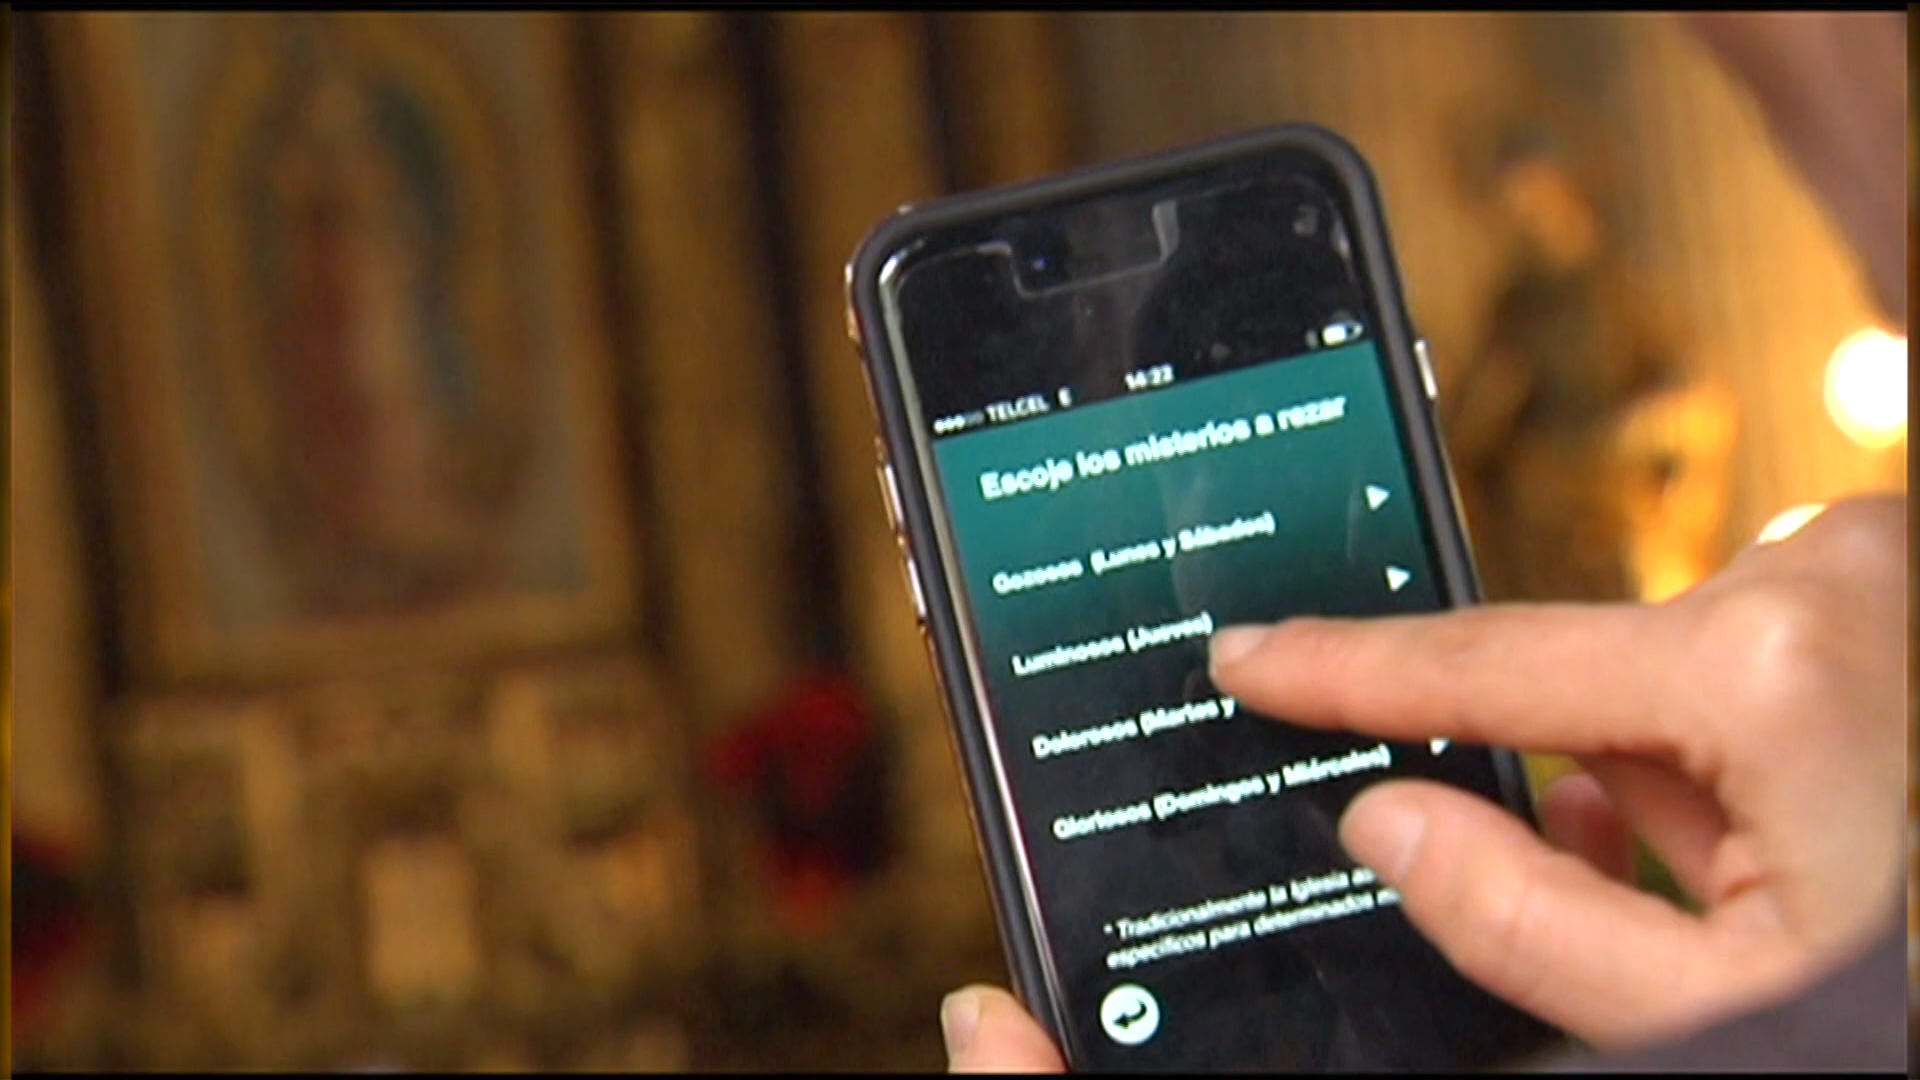 TELCEL E 14:22
Escoje los misterios a rezar
Gozosos (Lunes y Sábados)
Luminosos (Jueves)
Dolorosos (Martes y
Gloriosos (Domingos y Miércoles)
* Tradicionalmente la Iglesia
específicos para determinados